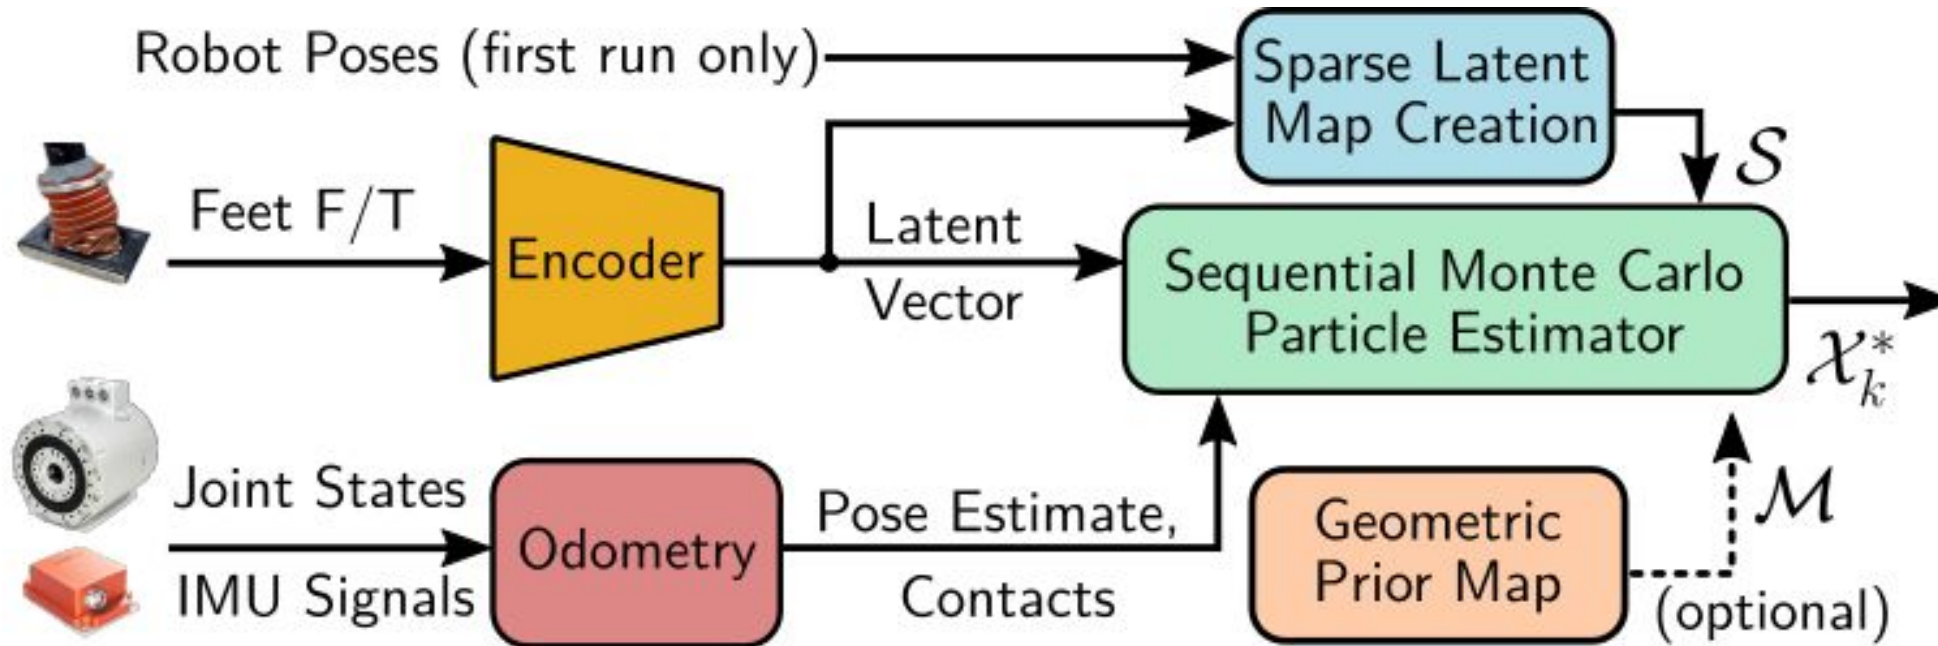 Robot Poses (first run only)
Sparse Latent
Map Creation
𝒮
Feet F/T
Encoder
Latent
Vector
Sequential Monte Carlo
Particle Estimator
𝒳*ₖ
Joint States
IMU Signals
Odometry
Pose Estimate,
Contacts
Geometric
Prior Map
ℳ
(optional)